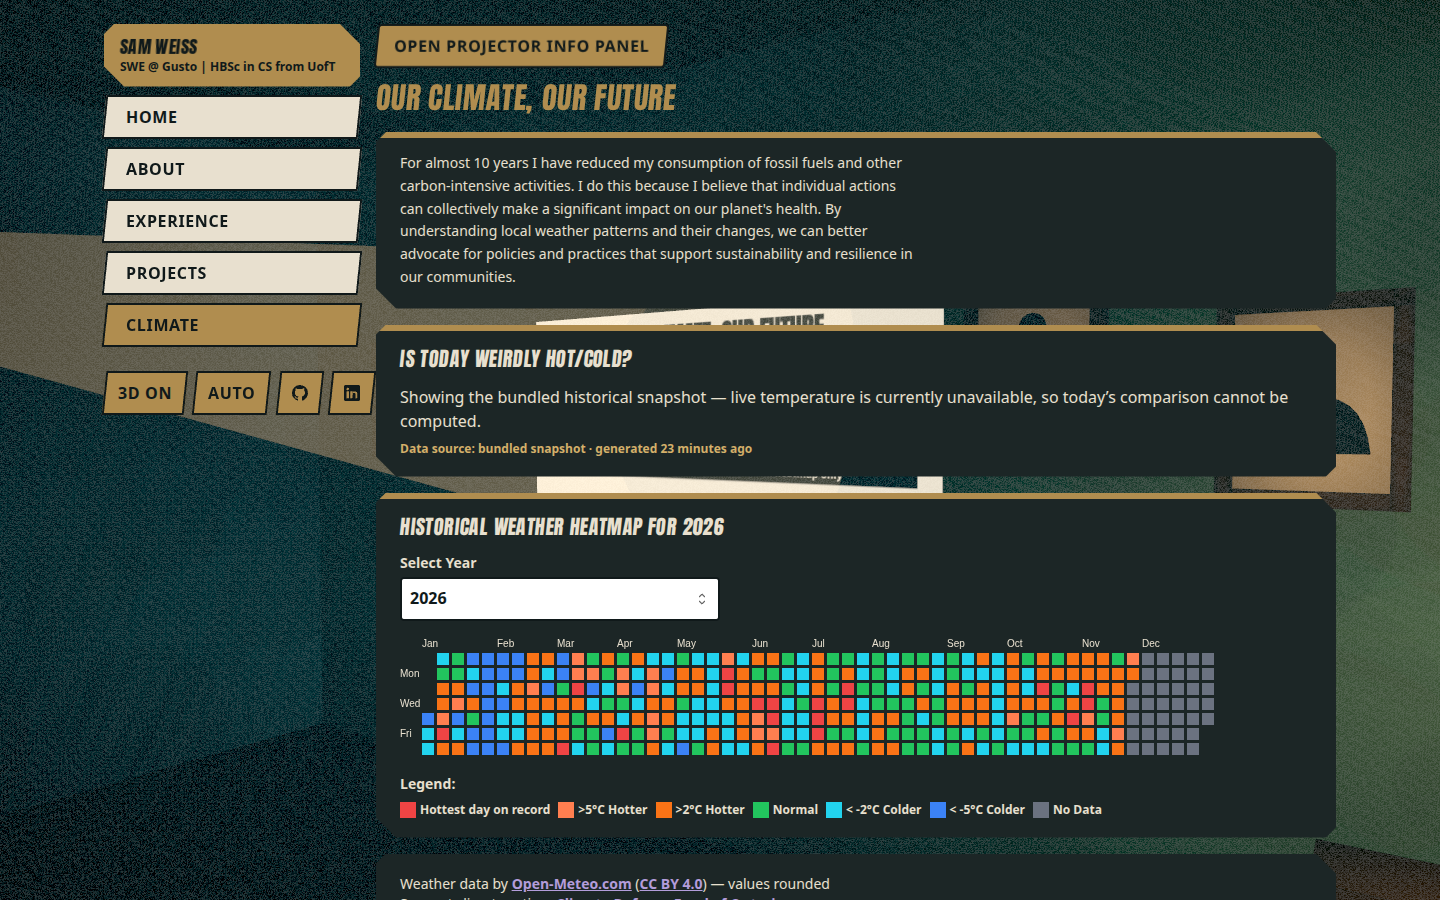 SAM WEISS
SWE @ Gusto | HBSc in CS from UofT
HOME
ABOUT
EXPERIENCE
PROJECTS
CLIMATE
3D ON
AUTO
in
OPEN PROJECTOR INFO PANEL
OUR CLIMATE, OUR FUTURE
For almost 10 years I have reduced my consumption of fossil fuels and other
carbon-intensive activities. I do this because I believe that individual actions
can collectively make a significant impact on our planet's health. By
understanding local weather patterns and their changes, we can better
advocate for policies and practices that support sustainability and resilience in
our communities.
OUR FUTURE
IS TODAY WEIRDLY HOT/COLD?
Showing the bundled historical snapshot — live temperature is currently unavailable, so today’s comparison cannot be
computed.
Data source: bundled snapshot · generated 23 minutes ago
only
HISTORICAL WEATHER HEATMAP FOR 2026
Select Year
2026
Jan Feb Mar Apr May Jun Jul Aug Sep Oct Nov Dec
Mon
Wed
Fri
Legend:
Hottest day on record >5°C Hotter >2°C Hotter Normal < -2°C Colder < -5°C Colder No Data
Weather data by Open-Meteo.com (CC BY 4.0) — values rounded